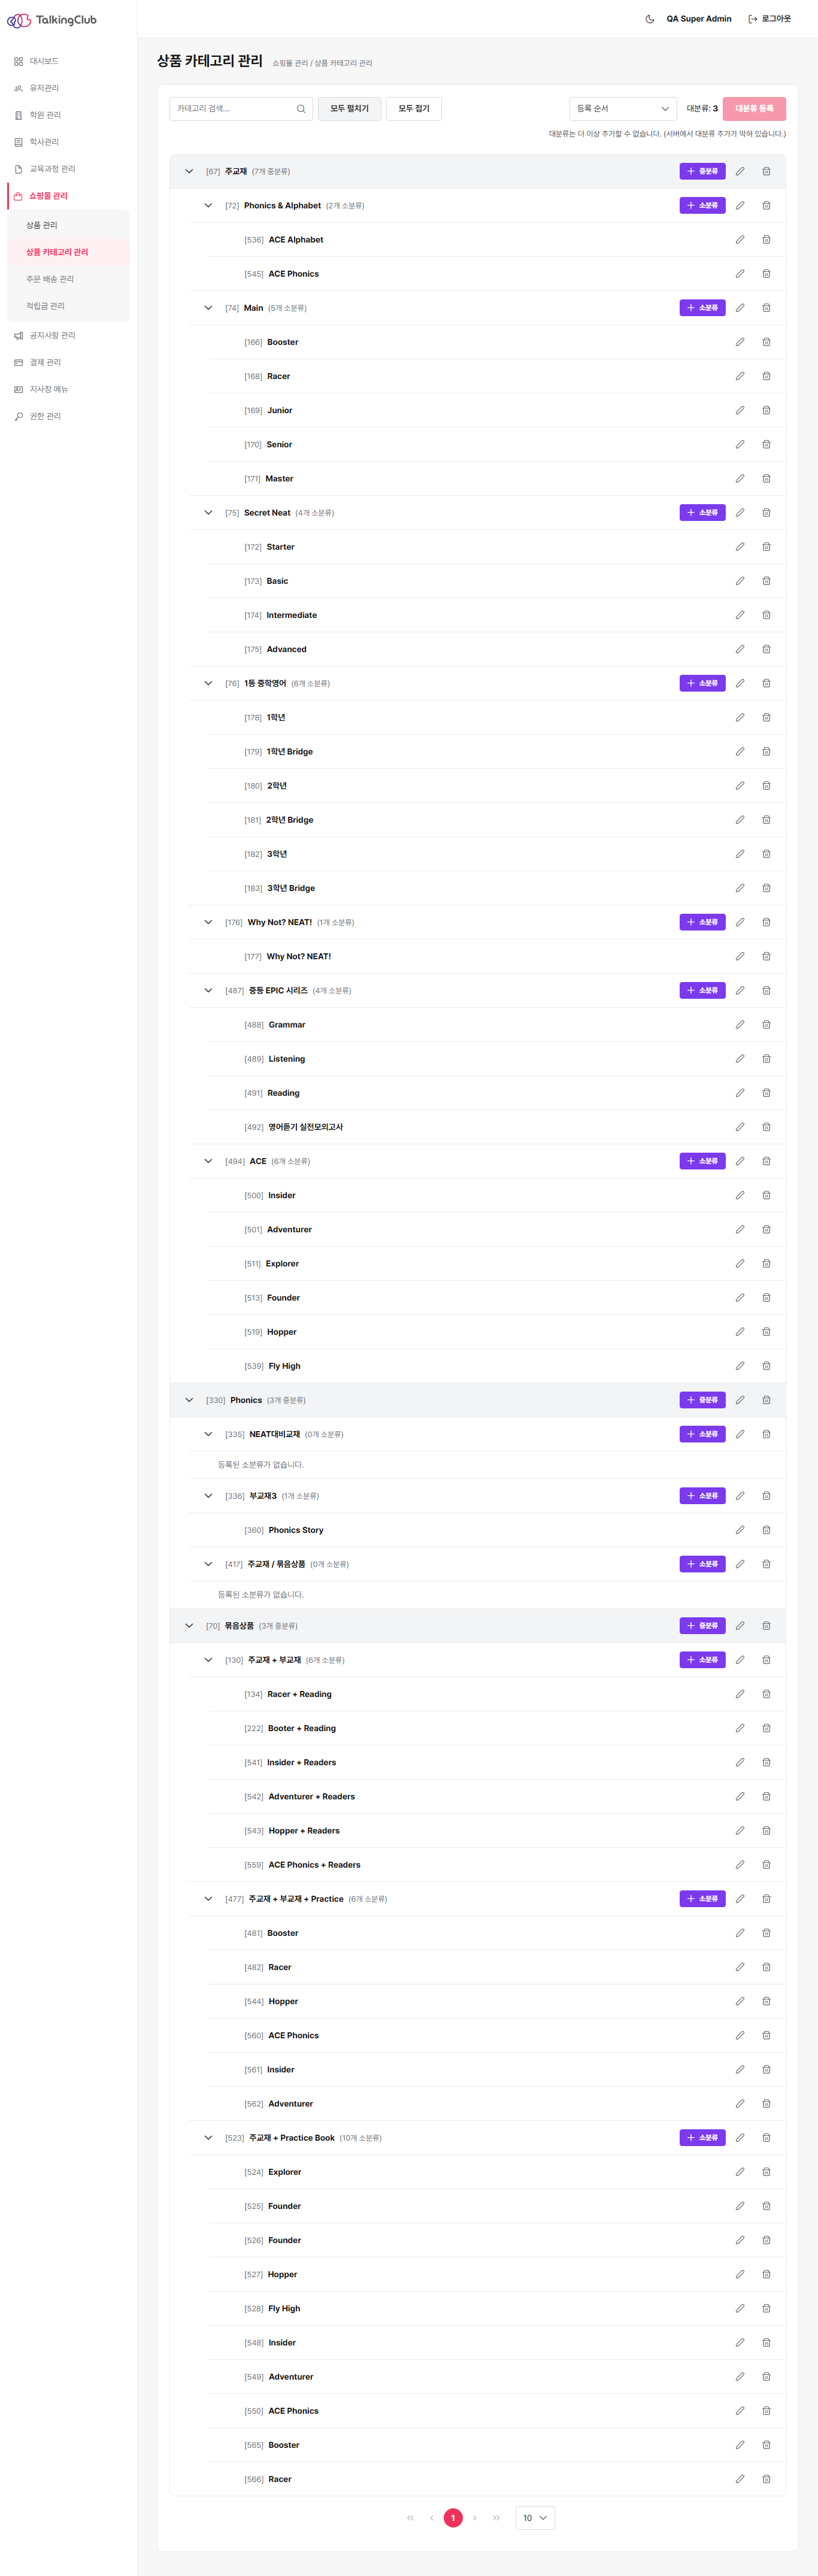 TalkingClub
QA Super Admin 로그아웃
대시보드
유저관리
학원 관리
학사관리
교육과정 관리
쇼핑몰 관리
상품 관리
상품 카테고리 관리
주문 배송 관리
적립금 관리
공지사항 관리
결제 관리
지사장 메뉴
권한 관리
상품 카테고리 관리 쇼핑몰 관리 / 상품 카테고리 관리
카테고리 검색... 모두 펼치기 모두 접기 등록 순서 대분류: 3 대분류 등록
대분류는 더 이상 추가할 수 없습니다. (서버에서 대분류 추가가 막혀 있습니다.)
[67] 주교재 (7개 중분류) + 중분류
[72] Phonics & Alphabet (2개 소분류) + 소분류
[536] ACE Alphabet
[545] ACE Phonics
[74] Main (5개 소분류) + 소분류
[166] Booster
[168] Racer
[169] Junior
[170] Senior
[171] Master
[75] Secret Neat (4개 소분류) + 소분류
[172] Starter
[173] Basic
[174] Intermediate
[175] Advanced
[76] 1등 중학영어 (6개 소분류) + 소분류
[178] 1학년
[179] 1학년 Bridge
[180] 2학년
[181] 2학년 Bridge
[182] 3학년
[183] 3학년 Bridge
[176] Why Not? NEAT! (1개 소분류) + 소분류
[177] Why Not? NEAT!
[487] 중등 EPIC 시리즈 (4개 소분류) + 소분류
[488] Grammar
[489] Listening
[491] Reading
[492] 영어듣기 실전모의고사
[494] ACE (6개 소분류) + 소분류
[500] Insider
[501] Adventurer
[511] Explorer
[513] Founder
[519] Hopper
[539] Fly High
[330] Phonics (3개 중분류) + 중분류
[335] NEAT대비교재 (0개 소분류) + 소분류
등록된 소분류가 없습니다.
[336] 부교재3 (1개 소분류) + 소분류
[360] Phonics Story
[417] 주교재 / 묶음상품 (0개 소분류) + 소분류
등록된 소분류가 없습니다.
[70] 묶음상품 (3개 중분류) + 중분류
[130] 주교재 + 부교재 (6개 소분류) + 소분류
[134] Racer + Reading
[222] Booter + Reading
[541] Insider + Readers
[542] Adventurer + Readers
[543] Hopper + Readers
[559] ACE Phonics + Readers
[477] 주교재 + 부교재 + Practice (6개 소분류) + 소분류
[481] Booster
[482] Racer
[544] Hopper
[560] ACE Phonics
[561] Insider
[562] Adventurer
[523] 주교재 + Practice Book (10개 소분류) + 소분류
[524] Explorer
[525] Founder
[526] Founder
[527] Hopper
[528] Fly High
[548] Insider
[549] Adventurer
[550] ACE Phonics
[565] Booster
[566] Racer
« ‹ 1 › » 10